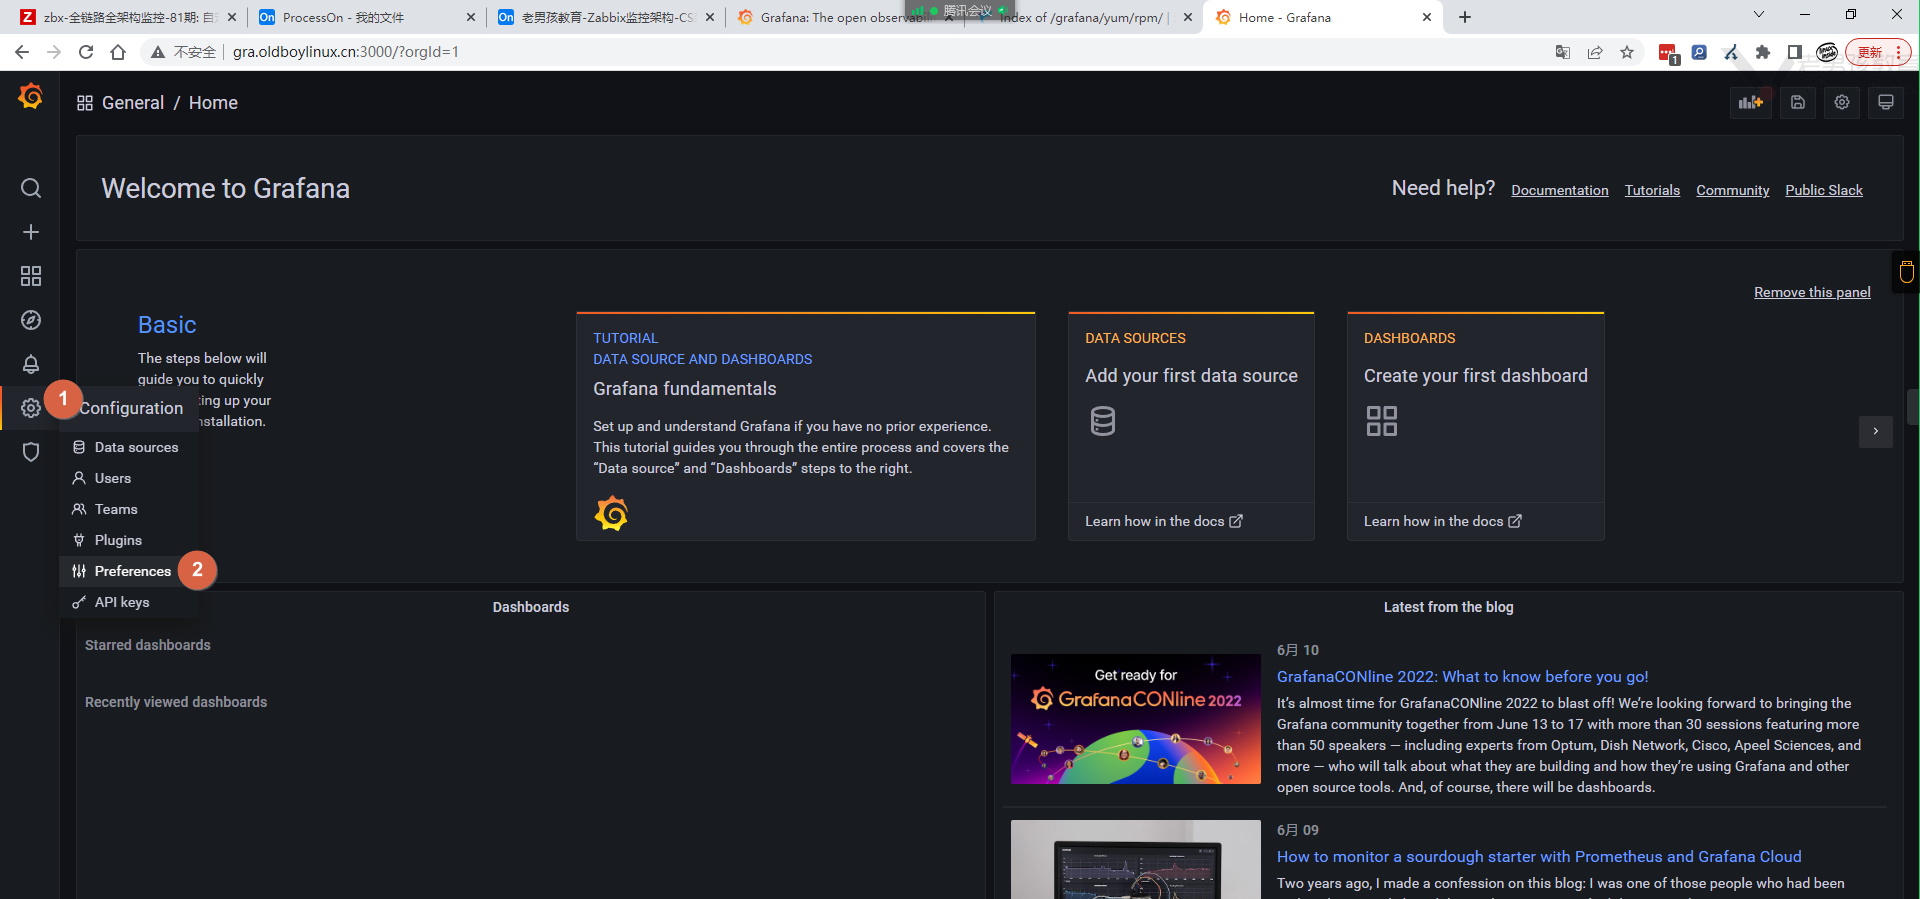 zbx-全链路全架构监控-81期: 自
ProcessOn - 我的文件
老男孩教育-Zabbix监控架构-CS
Grafana: The open observabil
腾讯会议
Index of /grafana/yum/rpm/ |
Home - Grafana
不安全 | gra.oldboylinux.cn:3000/?orgId=1
1
更新
General / Home
Welcome to Grafana
Need help? Documentation Tutorials Community Public Slack
Remove this panel
Basic
The steps below will
guide you to quickly
ting up your
nstallation.
TUTORIAL
DATA SOURCE AND DASHBOARDS
Grafana fundamentals
Set up and understand Grafana if you have no prior experience.
This tutorial guides you through the entire process and covers the
“Data source” and “Dashboards” steps to the right.
DATA SOURCES
Add your first data source
Learn how in the docs
DASHBOARDS
Create your first dashboard
Learn how in the docs
1
Configuration
Data sources
Users
Teams
Plugins
Preferences
2
API keys
Dashboards
Starred dashboards
Recently viewed dashboards
Latest from the blog
Get ready for
GrafanaCONline 2022
6月 10
GrafanaCONline 2022: What to know before you go!
It’s almost time for GrafanaCONline 2022 to blast off! We’re looking forward to bringing the
Grafana community together from June 13 to 17 with more than 30 sessions featuring more
than 50 speakers — including experts from Optum, Dish Network, Cisco, Apeel Sciences, and
more — who will talk about what they are building and how they’re using Grafana and other
open source tools. And, of course, there will be dashboards.
6月 09
How to monitor a sourdough starter with Prometheus and Grafana Cloud
Two years ago, I made a confession on this blog: I was one of those people who had been